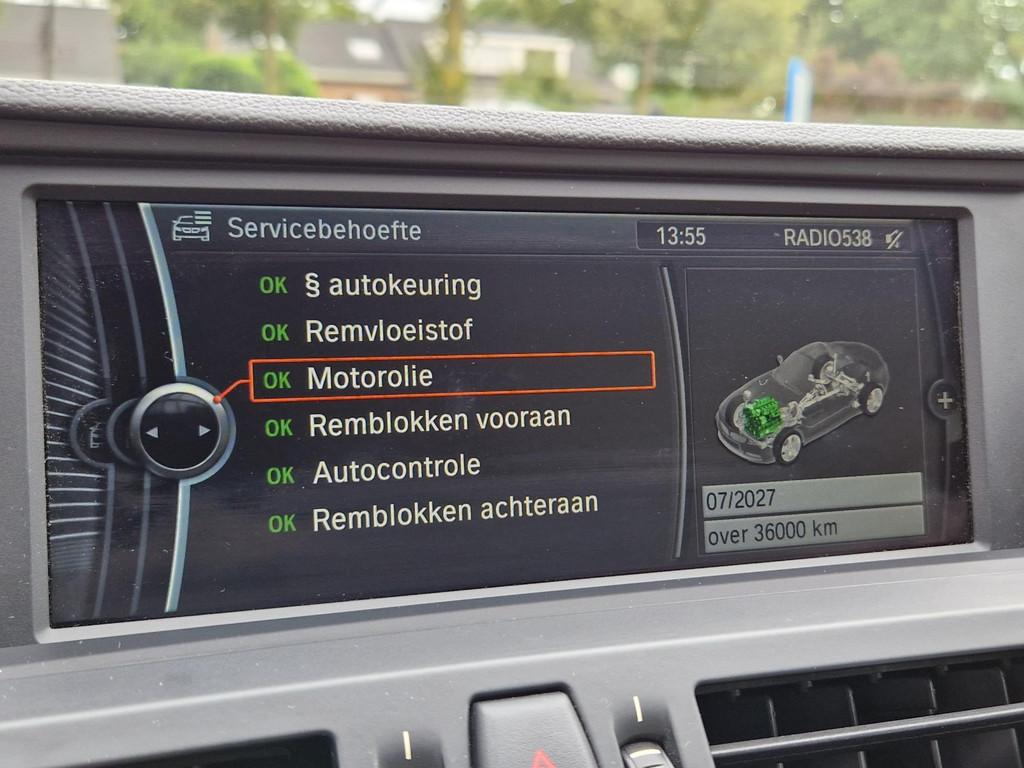 Servicebehoefte
13:55 RADIO538
OK § autokeuring
OK Remvloeistof
OK Motorolie
OK Remblokken vooraan
OK Autocontrole
OK Remblokken achteraan
07/2027
over 36000 km